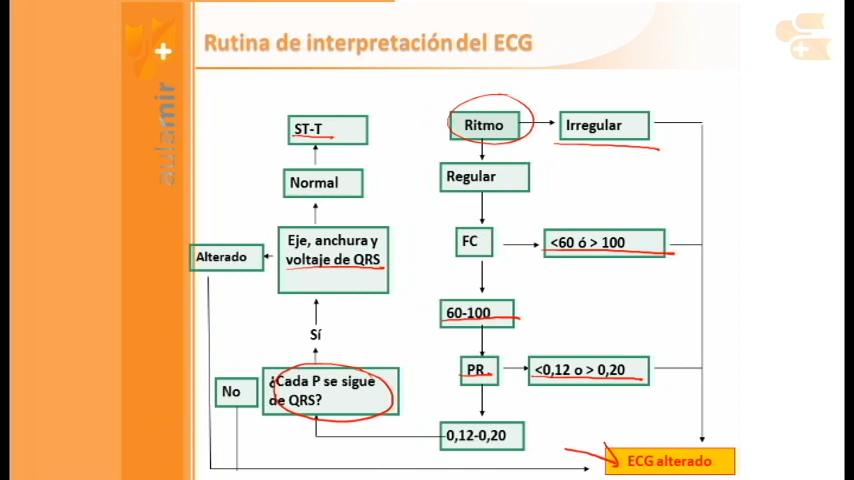 Rutina de interpretación del ECG
aulamir
ST-T
Ritmo
Irregular
Normal
Regular
Eje, anchura y
voltaje de QRS
FC
<60 ó > 100
Alterado
60-100
Sí
PR
<0,12 o > 0,20
¿Cada P se sigue
de QRS?
No
0,12-0,20
ECG alterado